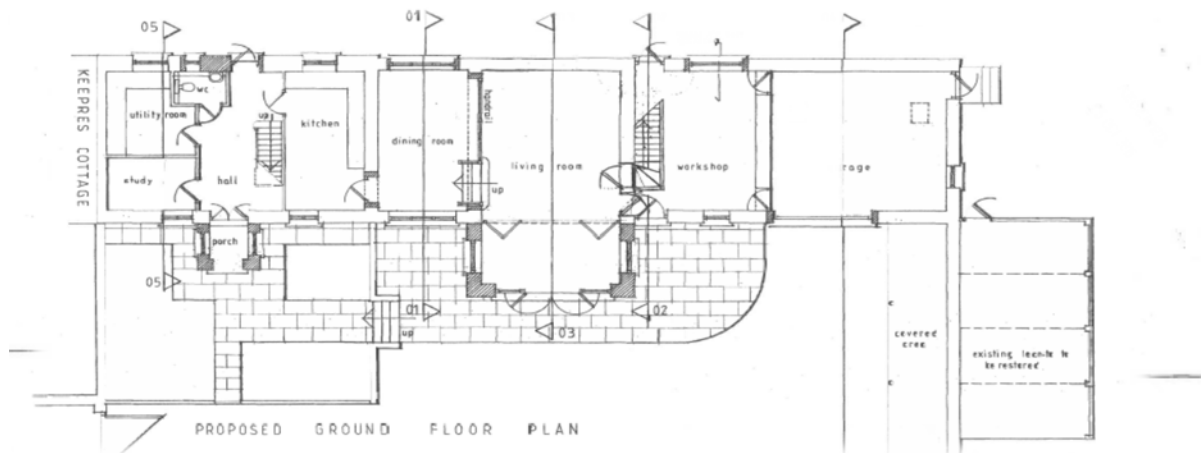 05
01
KEEPRES COTTAGE
wc
utility room
up
kitchen
dining room
handrail
living room
workshop
rage
study
hall
up
porch
05
01
02
03
up
covered
area
existing lean-to to
be restored.
PROPOSED GROUND FLOOR PLAN